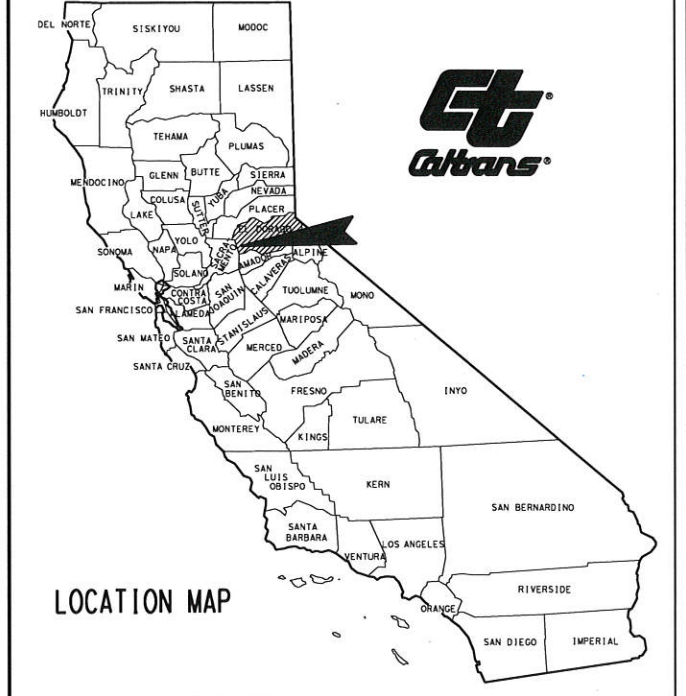 DEL NORTE
SISKIYOU
MODOC
TRINITY
SHASTA
LASSEN
HUMBOLDT
TEHAMA
PLUMAS
MENDOCINO
GLENN
BUTTE
SIERRA
NEVADA
YUBA
COLUSA
SUTTER
PLACER
LAKE
EL DORADO
YOLO
SONOMA
NAPA
SACRA-
MENTO
ALPINE
AMADOR
SOLANO
CALAVERAS
MARIN
CONTRA
COSTA
SAN
JOAQUIN
TUOLUMNE
MONO
SAN FRANCISCO
ALAMEDA
STANISLAUS
MARIPOSA
SAN MATEO
SANTA
CLARA
MERCED
MADERA
SANTA CRUZ
SAN
BENITO
FRESNO
INYO
MONTEREY
KINGS
TULARE
SAN
LUIS
OBISPO
KERN
SAN BERNARDINO
SANTA
BARBARA
VENTURA
LOS ANGELES
ORANGE
RIVERSIDE
SAN DIEGO
IMPERIAL
Ct®
Caltrans®
LOCATION MAP